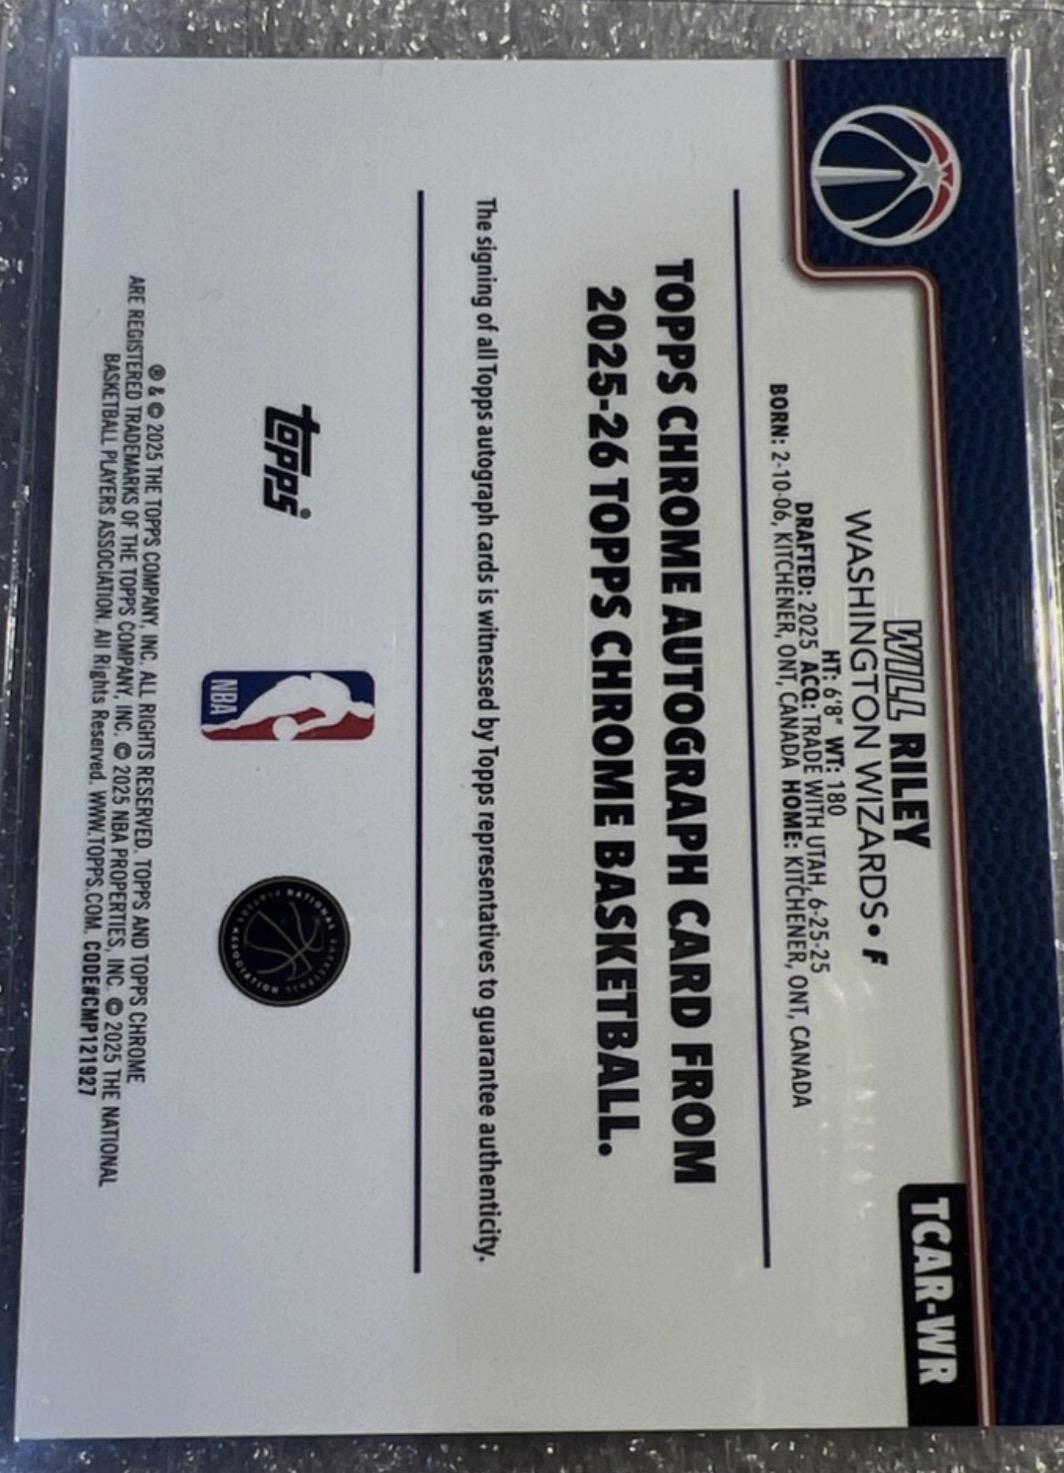 WILL RILEY
WASHINGTON WIZARDS • F
HT: 6'8" WT: 180
DRAFTED: 2025 ACQ: TRADE WITH UTAH, 6-25-25
BORN: 2-10-06, KITCHENER, ONT, CANADA HOME: KITCHENER, ONT, CANADA
TCAR-WR
TOPPS CHROME AUTOGRAPH CARD FROM
2025-26 TOPPS CHROME BASKETBALL.
The signing of all Topps autograph cards is witnessed by Topps representatives to guarantee authenticity.
topps
NBA
NATIONAL BASKETBALL
PLAYERS ASSOCIATION
® & © 2025 THE TOPPS COMPANY, INC. ALL RIGHTS RESERVED. TOPPS AND TOPPS CHROME
ARE REGISTERED TRADEMARKS OF THE TOPPS COMPANY, INC. © 2025 NBA PROPERTIES, INC. © 2025 THE NATIONAL
BASKETBALL PLAYERS ASSOCIATION. All Rights Reserved. WWW.TOPPS.COM. CODE#CMP121927